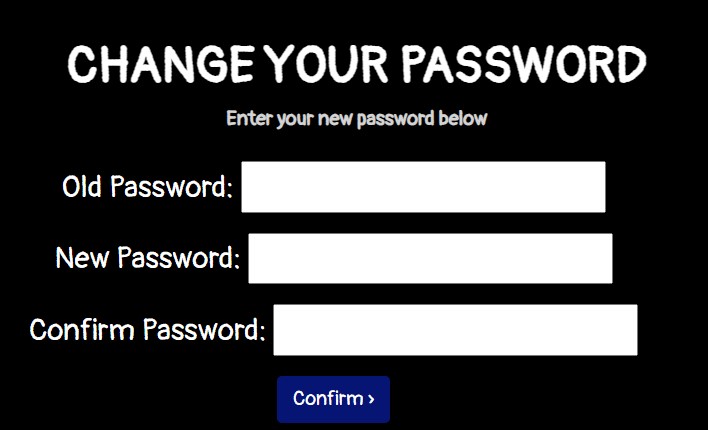 CHANGE YOUR PASSWORD
Enter your new password below
Old Password:
New Password:
Confirm Password:
Confirm ›